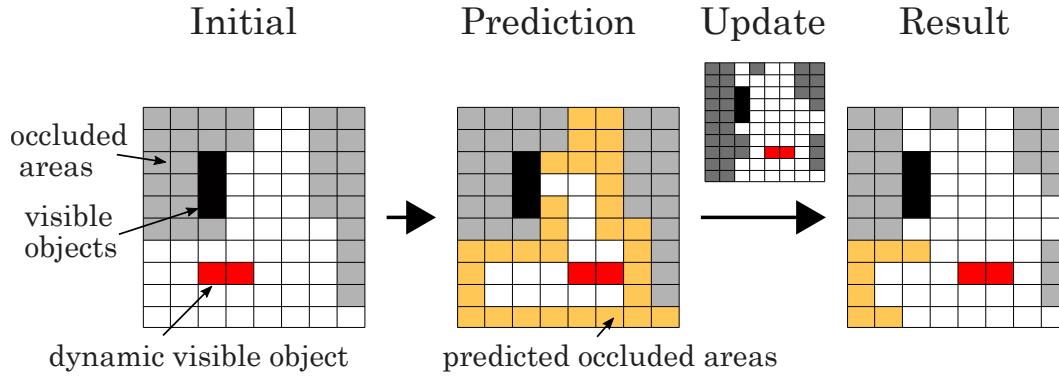 Initial
Prediction
Update
Result
occluded
areas
visible
objects
dynamic visible object
predicted occluded areas